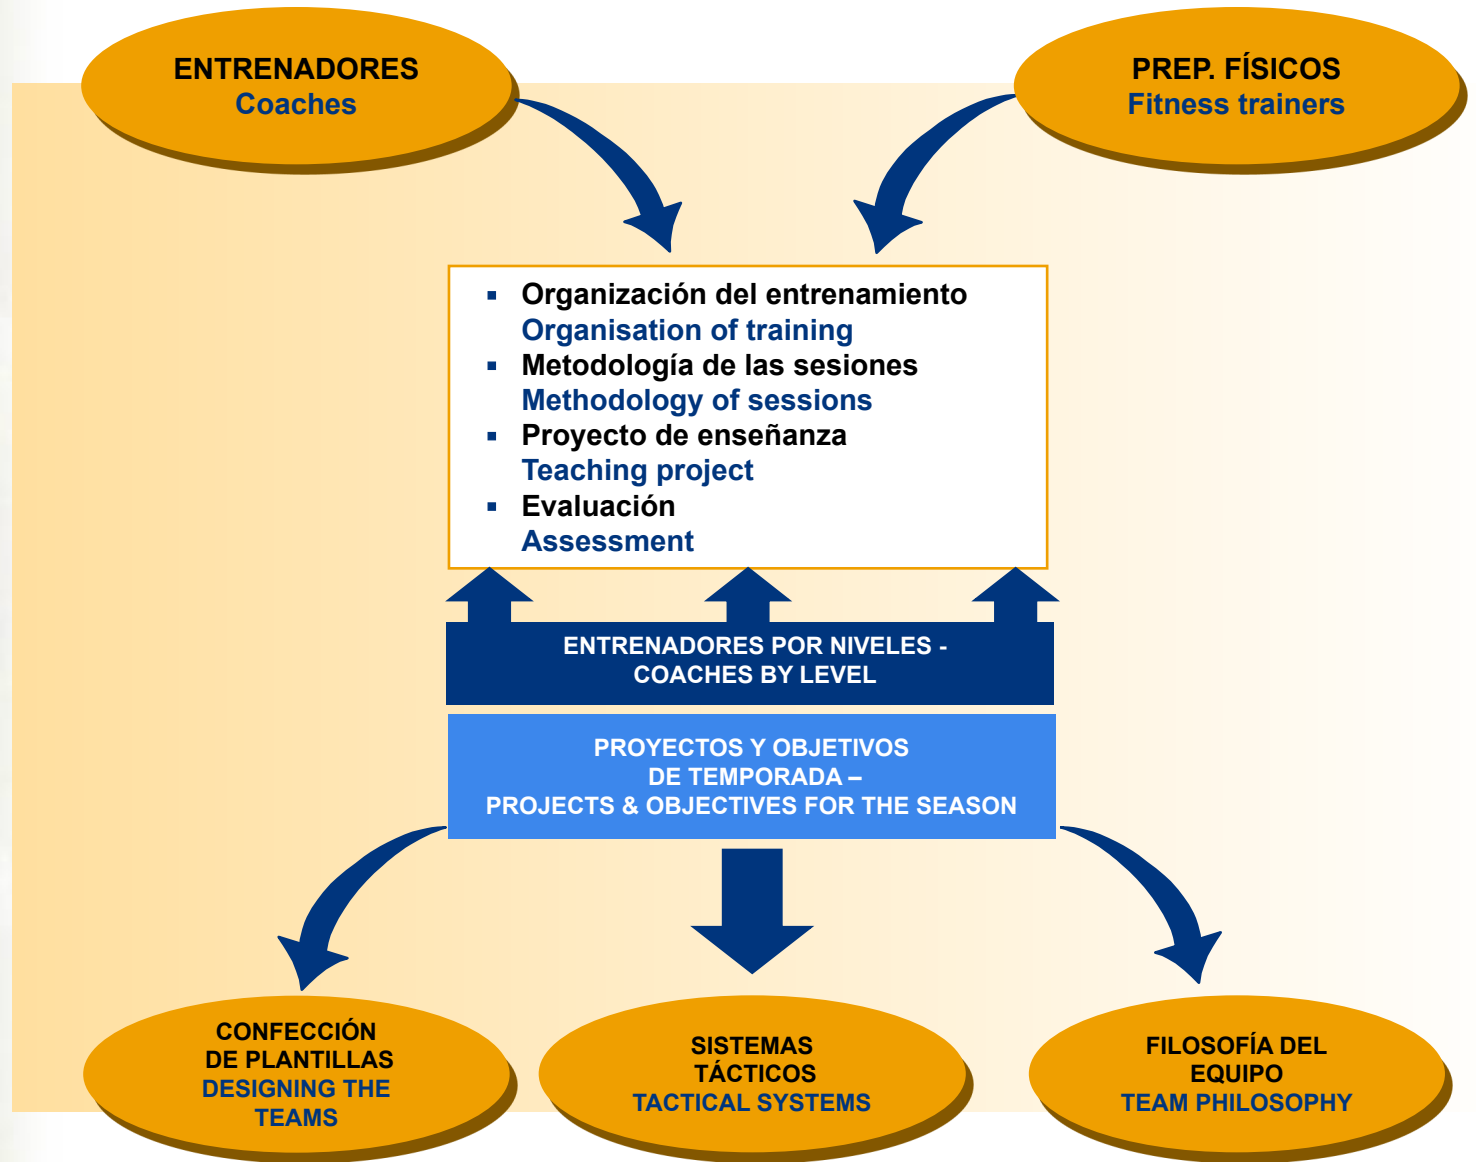 ENTRENADORES
Coaches
PREP. FÍSICOS
Fitness trainers
▪ Organización del entrenamiento
Organisation of training
▪ Metodología de las sesiones
Methodology of sessions
▪ Proyecto de enseñanza
Teaching project
▪ Evaluación
Assessment
ENTRENADORES POR NIVELES -
COACHES BY LEVEL
PROYECTOS Y OBJETIVOS
DE TEMPORADA –
PROJECTS & OBJECTIVES FOR THE SEASON
CONFECCIÓN
DE PLANTILLAS
DESIGNING THE
TEAMS
SISTEMAS
TÁCTICOS
TACTICAL SYSTEMS
FILOSOFÍA DEL
EQUIPO
TEAM PHILOSOPHY